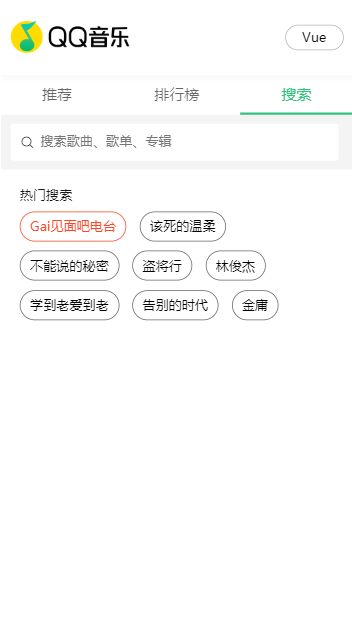 QQ音乐
Vue
推荐 排行榜 搜索
搜索歌曲、歌单、专辑
热门搜索
Gai见面吧电台 该死的温柔
不能说的秘密 盗将行 林俊杰
学到老爱到老 告别的时代 金庸